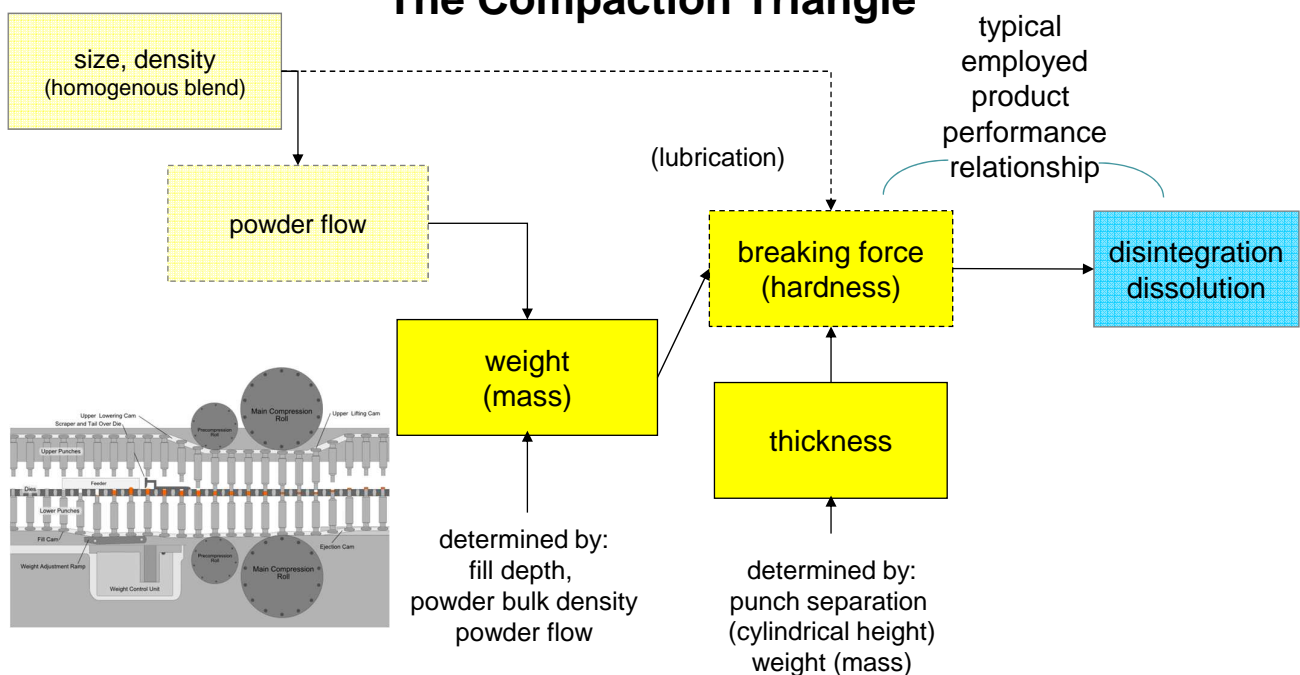 The Compaction Triangle
size, density
(homogenous blend)
powder flow
(lubrication)
typical
employed
product
performance
relationship
breaking force
(hardness)
disintegration
dissolution
weight
(mass)
thickness
determined by:
fill depth,
powder bulk density
powder flow
determined by:
punch separation
(cylindrical height)
weight (mass)
Upper Lowering Cam
Scraper and Tail Over Die
Upper Punches
Precompression
Roll
Main Compression
Roll
Upper Lifting Cam
Feeder
Dies
Lower Punches
Fill Cam
Weight Adjustment Ramp
Weight Control Unit
Precompression
Roll
Main Compression
Roll
Ejection Cam